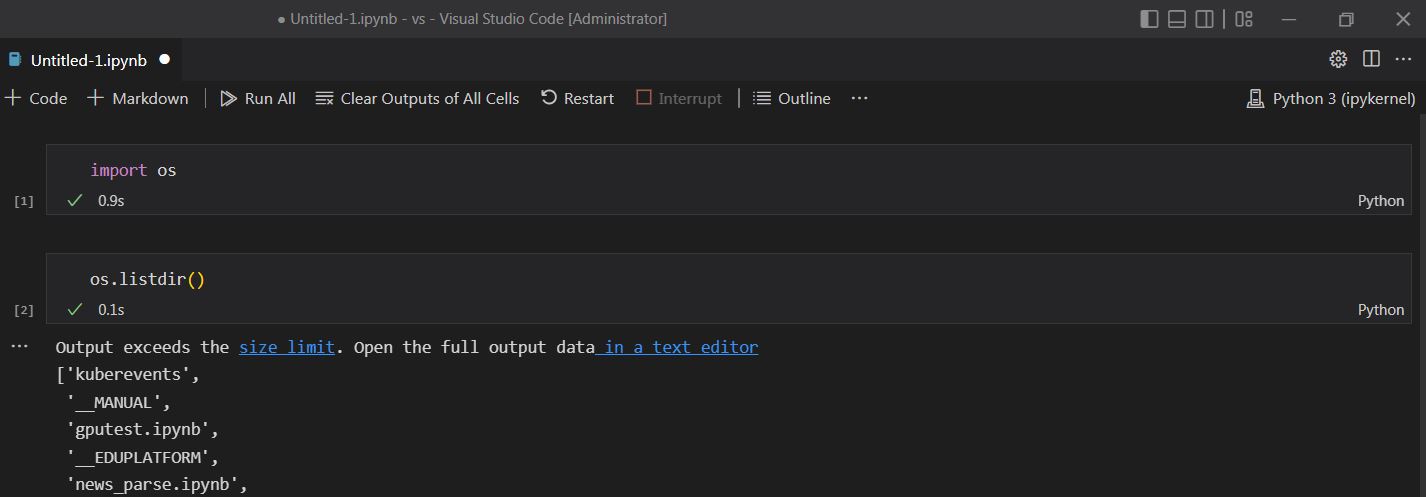 ● Untitled-1.ipynb - vs - Visual Studio Code [Administrator]
Untitled-1.ipynb ●
+ Code + Markdown | Run All Clear Outputs of All Cells Restart Interrupt | Outline ··· Python 3 (ipykernel)
import os
[1] ✓ 0.9s Python
os.listdir()
[2] ✓ 0.1s Python
··· Output exceeds the size limit. Open the full output data in a text editor
['kuberevents',
'__MANUAL',
'gputest.ipynb',
'__EDUPLATFORM',
'news_parse.ipynb',